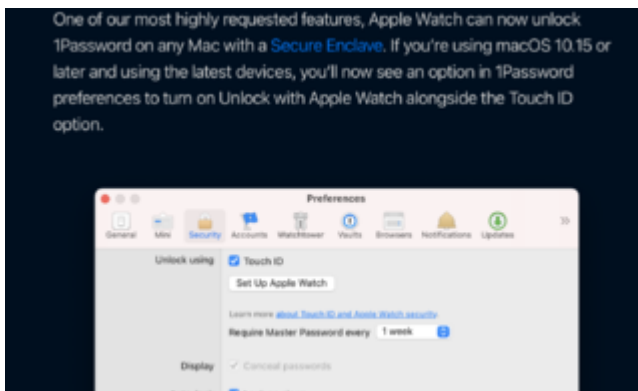 One of our most highly requested features, Apple Watch can now unlock
1Password on any Mac with a Secure Enclave. If you're using macOS 10.15 or
later and using the latest devices, you'll now see an option in 1Password
preferences to turn on Unlock with Apple Watch alongside the Touch ID
option.
Preferences
General Mini Security Accounts Watchtower Vaults Browsers Notifications Updates
Unlock using Touch ID
Set Up Apple Watch
Learn more about Touch ID and Apple Watch security.
Require Master Password every 1 week
Display Conceal passwords